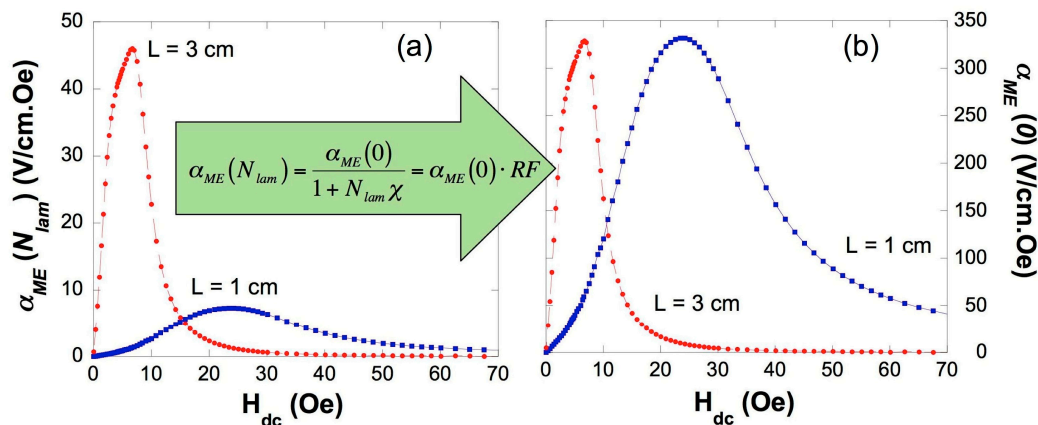 (a)
L = 3 cm
L = 1 cm
α_ME(N_lam) = α_ME(0) / (1 + N_lam χ) = α_ME(0) · RF
α_ME (N_lam) (V/cm.Oe)
50
40
30
20
10
0
0 10 20 30 40 50 60 70
H_dc (Oe)
(b)
L = 1 cm
L = 3 cm
350
300
250
200
150
100
50
0
α_ME (0) (V/cm.Oe)
0 10 20 30 40 50 60 70
H_dc (Oe)